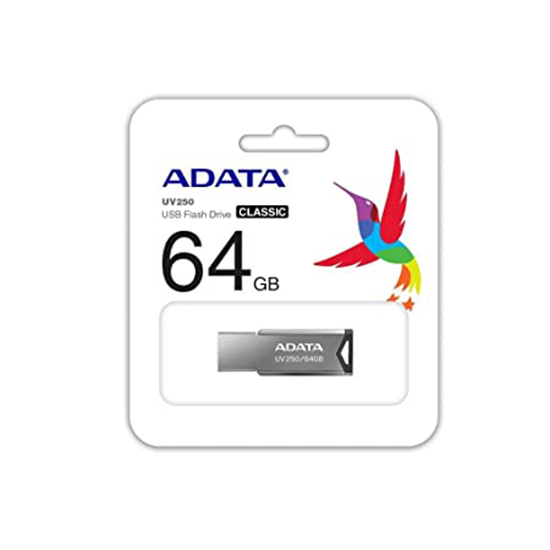 ADATA®
UV250
USB Flash Drive CLASSIC
64 GB
ADATA
UV250/64GB